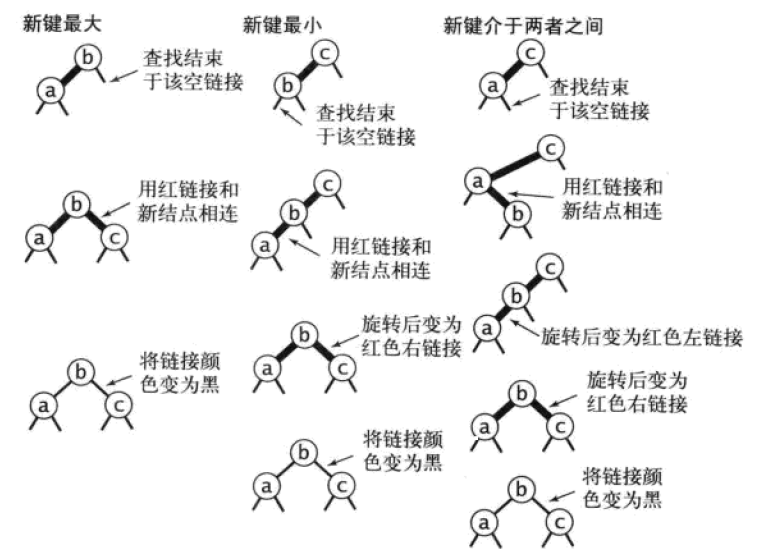 新键最大
b
a
查找结束
于该空链接
b
a
c
用红链接和
新结点相连
b
a
c
将链接颜
色变为黑
新键最小
c
b
查找结束
于该空链接
c
b
a
用红链接和
新结点相连
b
a
c
旋转后变为
红色右链接
b
a
c
将链接颜
色变为黑
新键介于两者之间
c
a
查找结束
于该空链接
c
a
b
用红链接和
新结点相连
c
b
a
旋转后变为红色左链接
b
a
c
旋转后变为
红色右链接
b
a
c
将链接颜
色变为黑